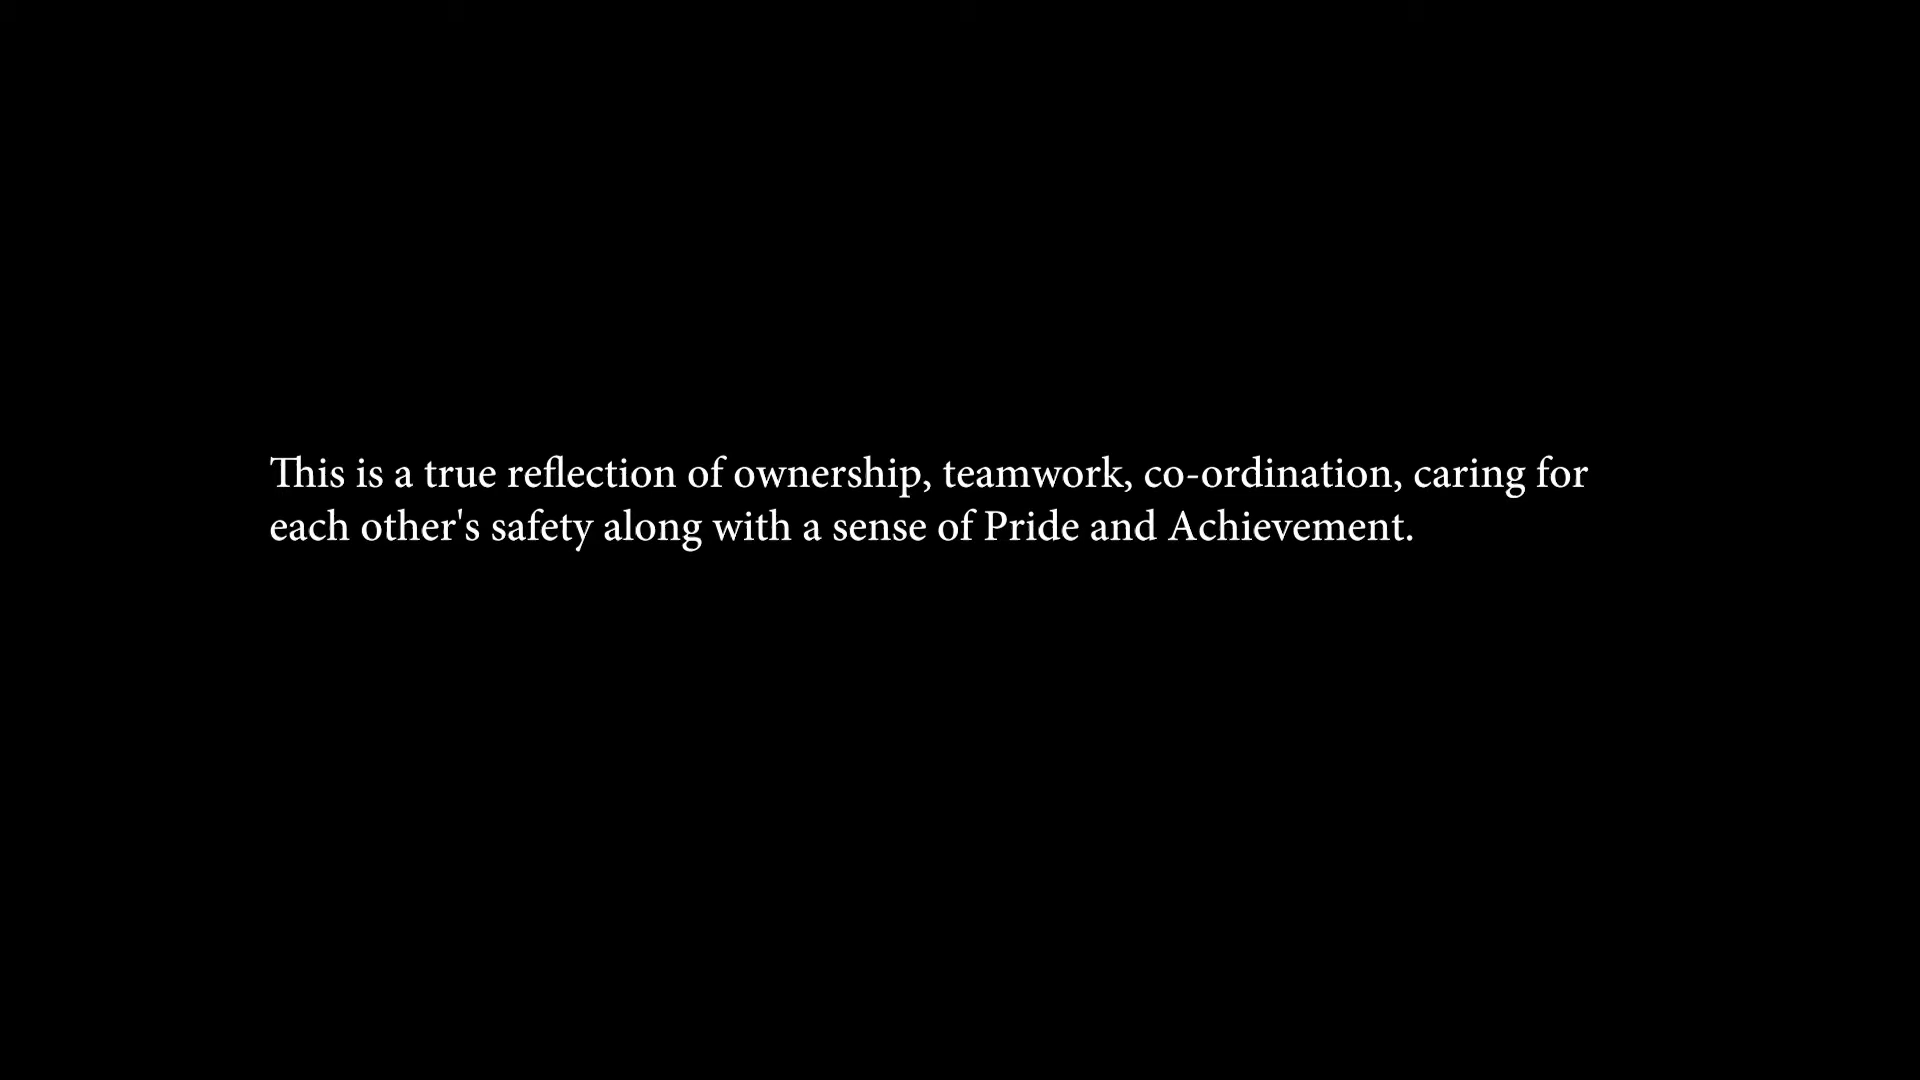 This is a true reflection of ownership, teamwork, co-ordination, caring for
each other's safety along with a sense of Pride and Achievement.